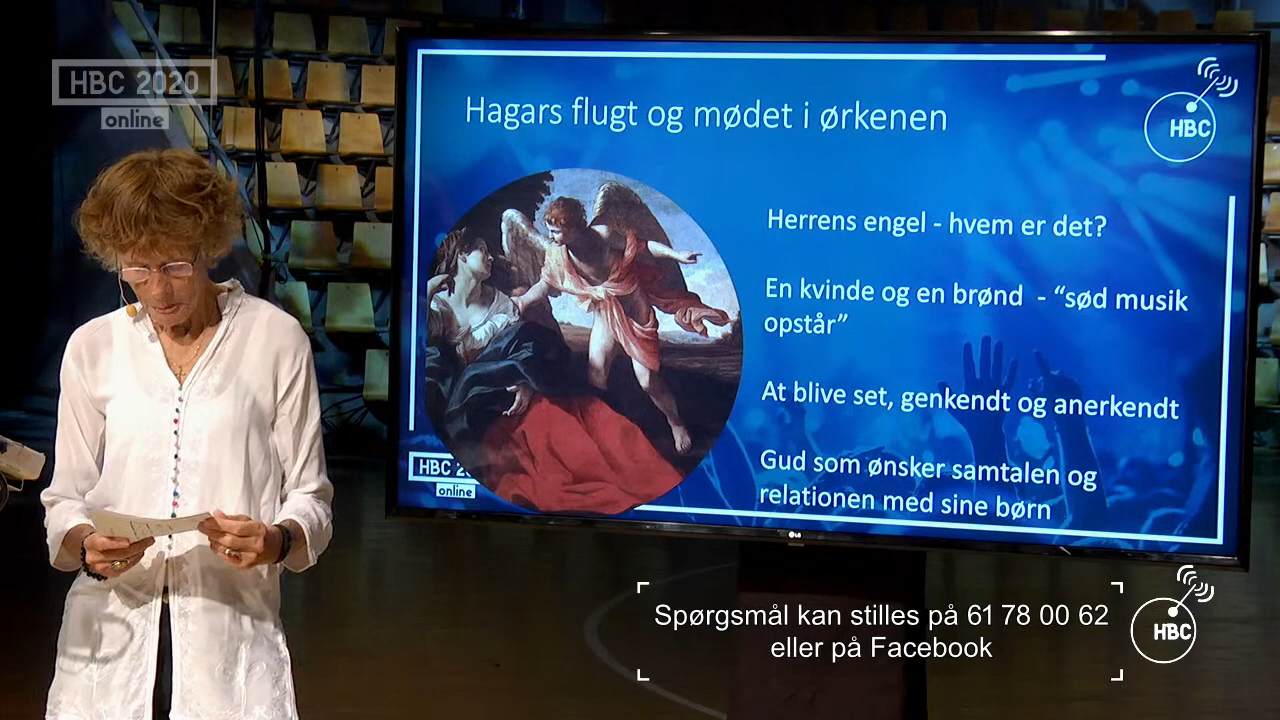 HBC 2020
online
Hagars flugt og mødet i ørkenen
HBC
Herrens engel - hvem er det?
En kvinde og en brønd - “sød musik
opstår”
At blive set, genkendt og anerkendt
Gud som ønsker samtalen og
relationen med sine børn
HBC 2
online
LG
Spørgsmål kan stilles på 61 78 00 62
eller på Facebook
HBC